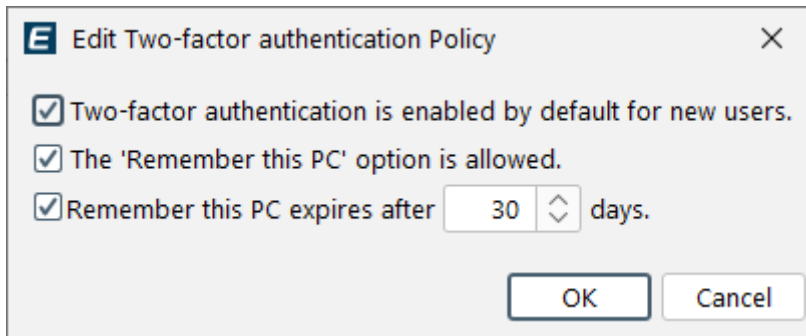 E Edit Two-factor authentication Policy
Two-factor authentication is enabled by default for new users.
The 'Remember this PC' option is allowed.
Remember this PC expires after 30 days.
OK Cancel